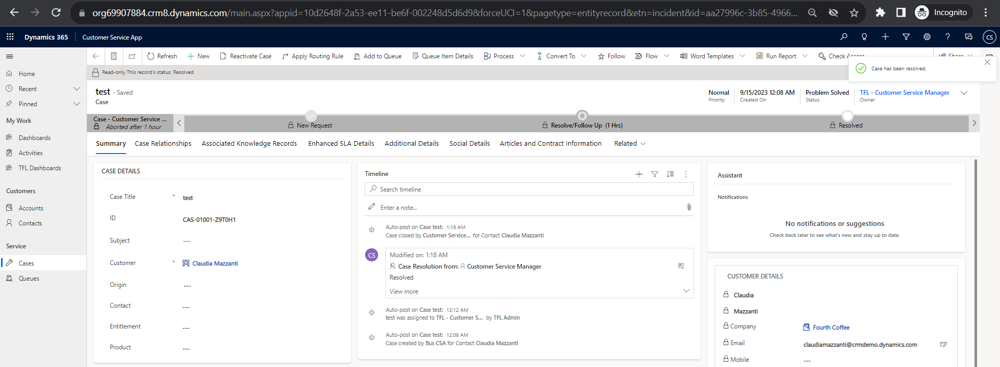 org69907884.crm8.dynamics.com/main.aspx?appid=10d2648f-2a53-ee11-be6f-002248d5d6d9&forceUCI=1&pagetype=entityrecord&etn=incident&id=aa27996c-3b85-4966... Incognito
Dynamics 365 Customer Service App CS
Refresh New Reactivate Case Apply Routing Rule Add to Queue Queue Item Details Process Convert To Follow Flow Word Templates Run Report Check Access Share
Case has been resolved.
Read-only This record's status: Resolved
Home
Recent
Pinned
My Work
Dashboards
Activities
TFL Dashboards
Customers
Accounts
Contacts
Service
Cases
Queues
test - Saved
Case
Normal
Priority
9/15/2023 12:08 AM
Created On
Problem Solved
Status
TFL - Customer Service Manager
Owner
Case - Customer Service ...
Aborted after 1 hour
New Request
Resolve/Follow Up (1 Hrs)
Resolved
Summary Case Relationships Associated Knowledge Records Enhanced SLA Details Additional Details Social Details Articles and Contract Information Related
CASE DETAILS
Case Title * test
ID CAS-01001-Z9T0H1
Subject ---
Customer * Claudia Mazzanti
Origin ---
Contact ---
Entitlement ---
Product ---
Timeline
Search timeline
Enter a note...
Auto-post on Case test: 1:18 AM
Case closed by Customer Service... for Contact Claudia Mazzanti
CS
Modified on: 1:18 AM
Case Resolution from: Customer Service Manager
Resolved
View more
Auto-post on Case test: 12:12 AM
test was assigned to TFL - Customer S... by TFL Admin
Auto-post on Case test: 12:08 AM
Case created by Bus CSA for Contact Claudia Mazzanti
Assistant
Notifications
No notifications or suggestions
Check back later to see what's new and stay up to date.
CUSTOMER DETAILS
Claudia
Mazzanti
Company Fourth Coffee
Email claudiamazzanti@crmdemo.dynamics.com
Mobile ---